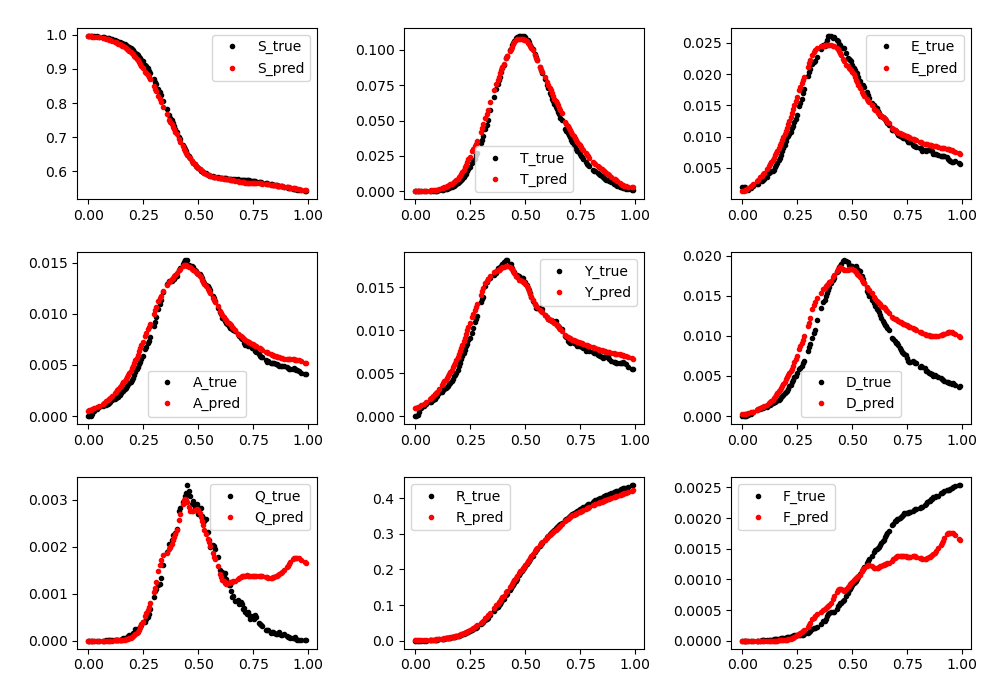 1.0
0.9
0.8
0.7
0.6
S_true
S_pred
0.00 0.25 0.50 0.75 1.00
0.100
0.075
0.050
0.025
0.000
T_true
T_pred
0.00 0.25 0.50 0.75 1.00
0.025
0.020
0.015
0.010
0.005
E_true
E_pred
0.00 0.25 0.50 0.75 1.00
0.015
0.010
0.005
0.000
A_true
A_pred
0.00 0.25 0.50 0.75 1.00
0.015
0.010
0.005
0.000
Y_true
Y_pred
0.00 0.25 0.50 0.75 1.00
0.020
0.015
0.010
0.005
0.000
D_true
D_pred
0.00 0.25 0.50 0.75 1.00
0.003
0.002
0.001
0.000
Q_true
Q_pred
0.00 0.25 0.50 0.75 1.00
0.4
0.3
0.2
0.1
0.0
R_true
R_pred
0.00 0.25 0.50 0.75 1.00
0.0025
0.0020
0.0015
0.0010
0.0005
0.0000
F_true
F_pred
0.00 0.25 0.50 0.75 1.00